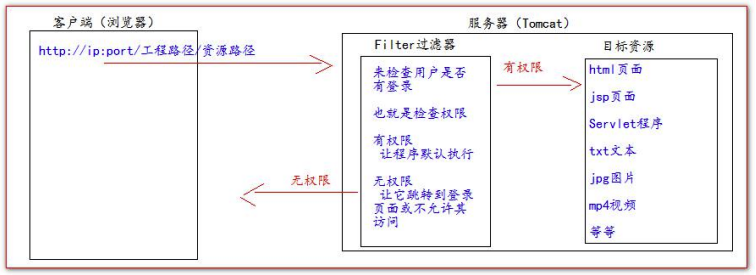 客户端（浏览器）
http://ip:port/工程路径/资源路径
服务器（Tomcat）
Filter过滤器
未检查用户是否
有登录
也就是检查权限
有权限
让程序默认执行
无权限
让它跳转到登录
页面或不允许其
访问
有权限
无权限
目标资源
html页面
jsp页面
Servlet程序
txt文本
jpg图片
mp4视频
等等